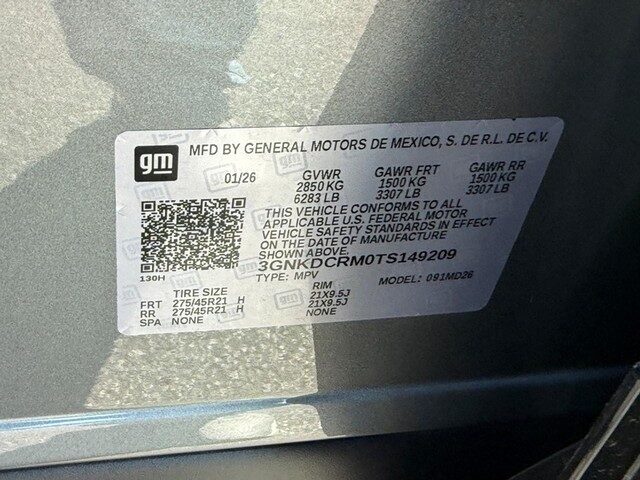 gm
MFD BY GENERAL MOTORS DE MEXICO, S. DE R.L. DE C.V.
01/26 GVWR GAWR FRT GAWR RR
2850 KG 1500 KG 1500 KG
6283 LB 3307 LB 3307 LB
THIS VEHICLE CONFORMS TO ALL
APPLICABLE U.S. FEDERAL MOTOR
VEHICLE SAFETY STANDARDS IN EFFECT
ON THE DATE OF MANUFACTURE
SHOWN ABOVE.
3GNKDCRM0TS149209
130H TYPE: MPV MODEL: 091MD26
TIRE SIZE RIM
FRT 275/45R21 H 21X9.5J
RR 275/45R21 H 21X9.5J
SPA NONE NONE